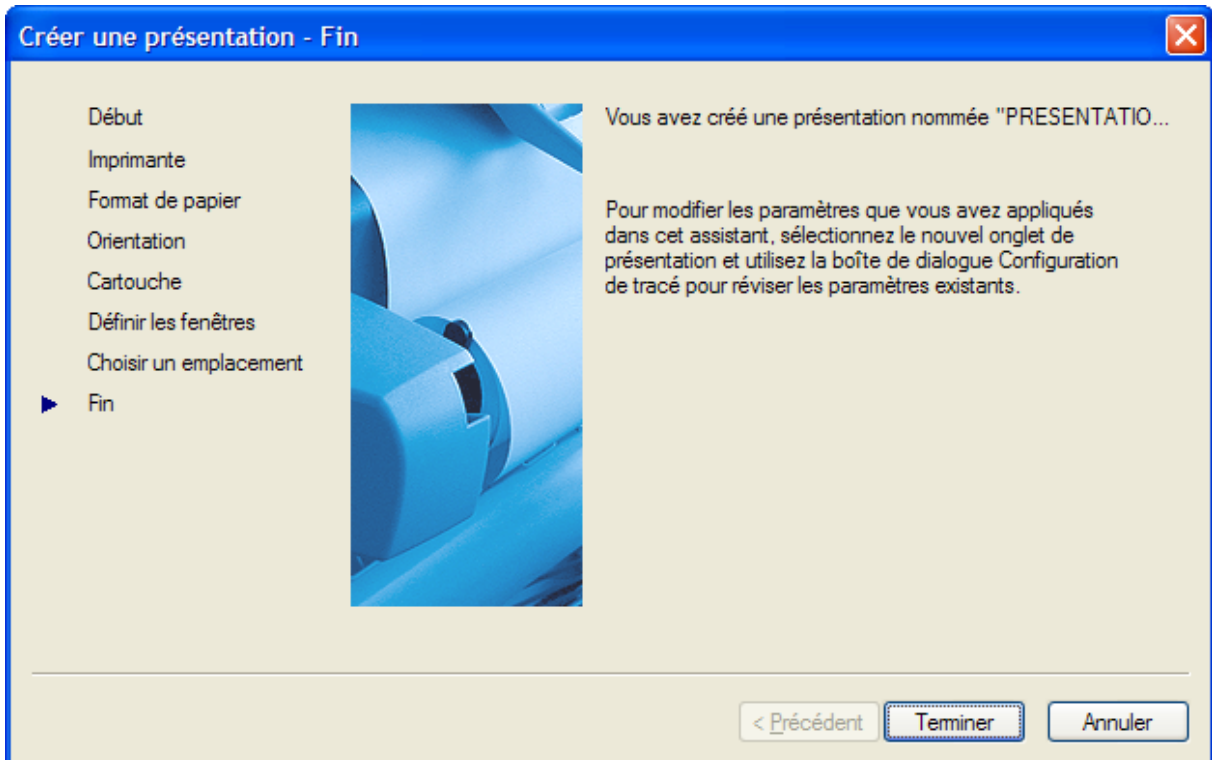 Créer une présentation - Fin
Début
Imprimante
Format de papier
Orientation
Cartouche
Définir les fenêtres
Choisir un emplacement
Fin
Vous avez créé une présentation nommée "PRESENTATIO...
Pour modifier les paramètres que vous avez appliqués
dans cet assistant, sélectionnez le nouvel onglet de
présentation et utilisez la boîte de dialogue Configuration
de tracé pour réviser les paramètres existants.
< Précédent
Terminer
Annuler